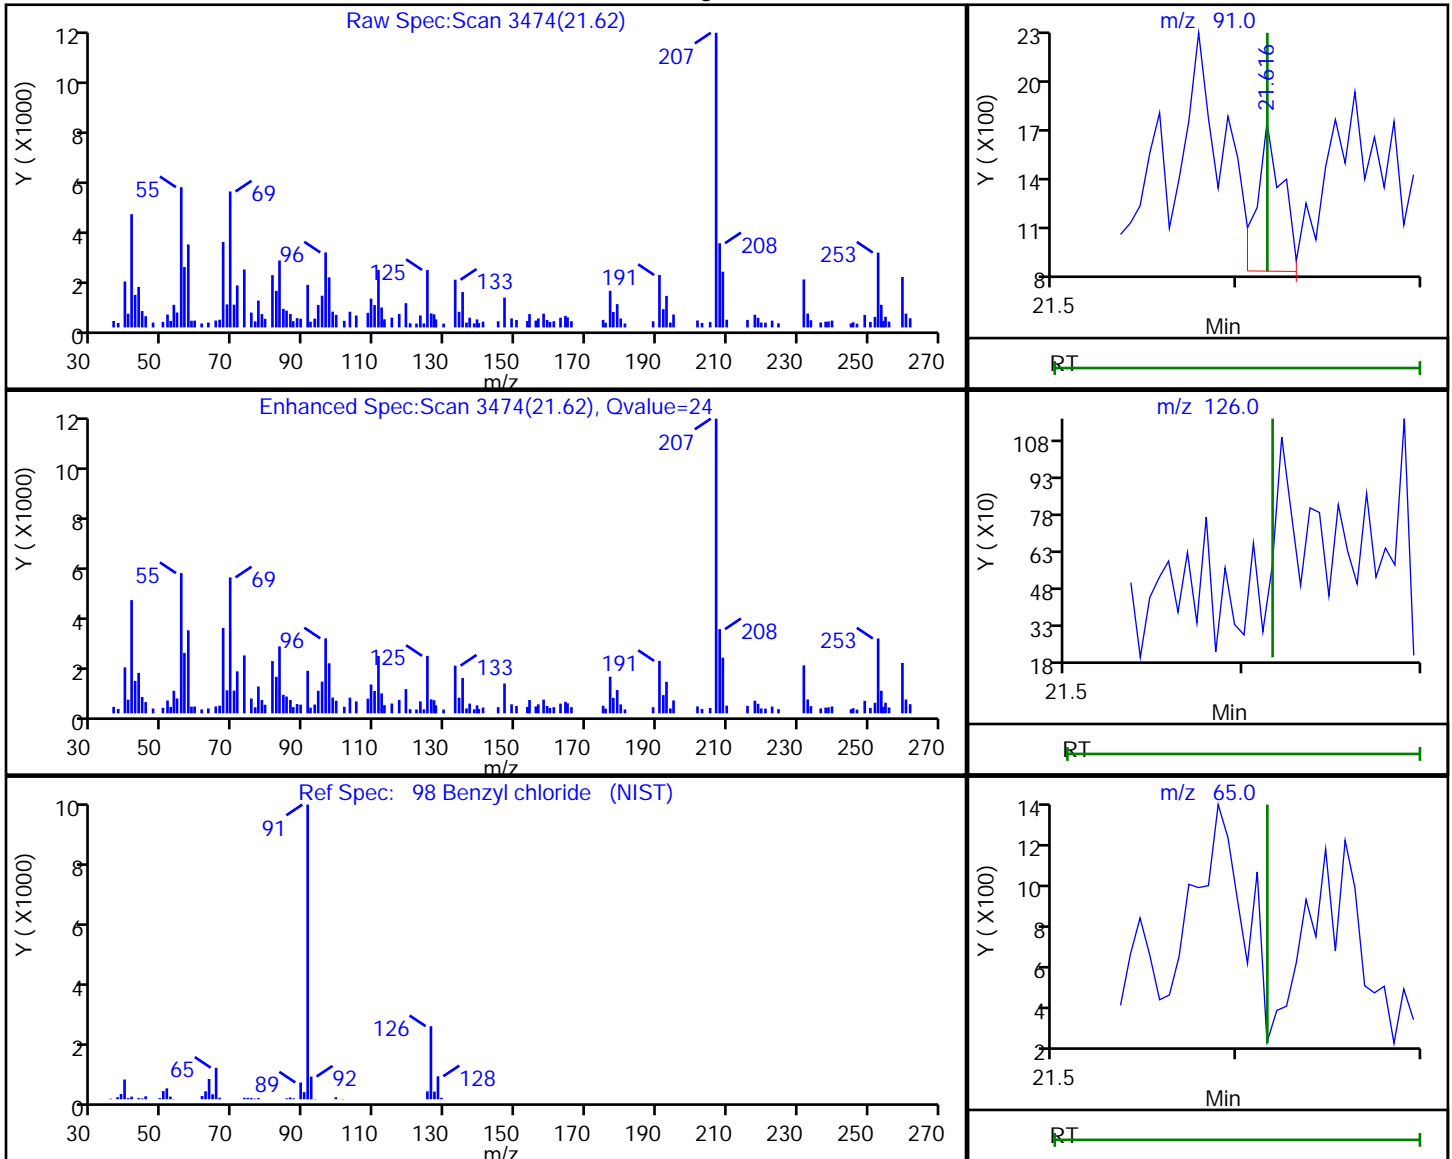 Raw Spec:Scan 3474(21.62)
Y ( X1000)
12
10
8
6
4
2
0
207
55
69
96
125
133
191
208
253
30 50 70 90 110 130 150 170 190 210 230 250 270
m/z
m/z 91.0
Y ( X100)
23
20
17
14
11
8
21.616
21.5
Min
RT
Enhanced Spec:Scan 3474(21.62), Qvalue=24
Y ( X1000)
12
10
8
6
4
2
0
207
55
69
96
125
133
191
208
253
30 50 70 90 110 130 150 170 190 210 230 250 270
m/z
m/z 126.0
Y ( X10)
108
93
78
63
48
33
18
21.5
Min
RT
Ref Spec: 98 Benzyl chloride (NIST)
Y ( X1000)
10
8
6
4
2
0
91
126
65
89
92
128
30 50 70 90 110 130 150 170 190 210 230 250 270
m/z
m/z 65.0
Y ( X100)
14
12
10
8
6
4
2
21.5
Min
RT